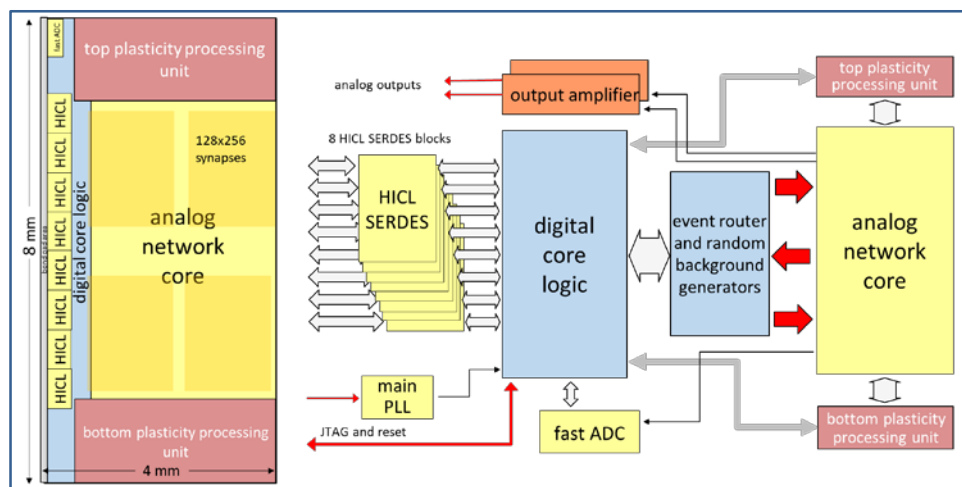 fast ADC
top plasticity processing
unit
HICL
HICL
HICL
HICL
HICL
HICL
HICL
HICL
digital core logic
8 mm
128x256
synapses
analog
network
core
bottom plasticity processing
unit
4 mm
analog outputs
output amplifier
8 HICL SERDES blocks
HICL
SERDES
digital
core
logic
event router
and random
background
generators
top plasticity
processing unit
analog
network
core
main
PLL
JTAG and reset
fast ADC
bottom plasticity
processing unit